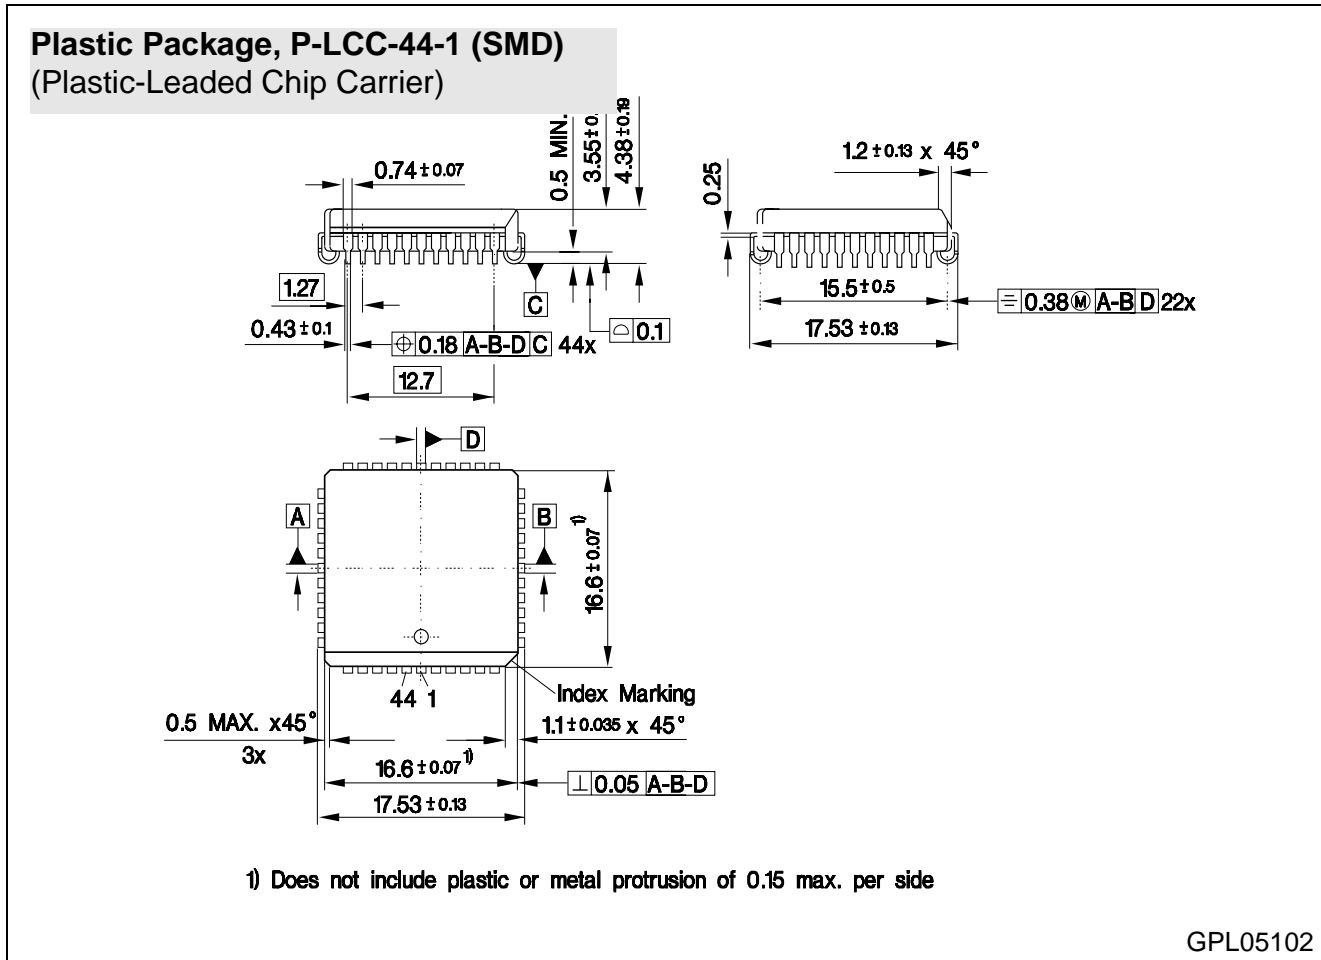 Plastic Package, P-LCC-44-1 (SMD)
(Plastic-Leaded Chip Carrier)
0.74 ±0.07
0.5 MIN.
3.55±0.
4.38±0.19
1.27
0.43 ±0.1
C
0.1
0.18 A-B-D C 44x
12.7
0.25
1.2 ±0.13 x 45°
15.5±0.5
0.38 Ⓜ A-B D 22x
17.53 ±0.13
D
A
B
16.6±0.07 1)
44 1
Index Marking
0.5 MAX. x45°
3x
1.1±0.035 x 45°
16.6±0.07 1)
⊥ 0.05 A-B-D
17.53 ±0.13
1) Does not include plastic or metal protrusion of 0.15 max. per side
GPL05102